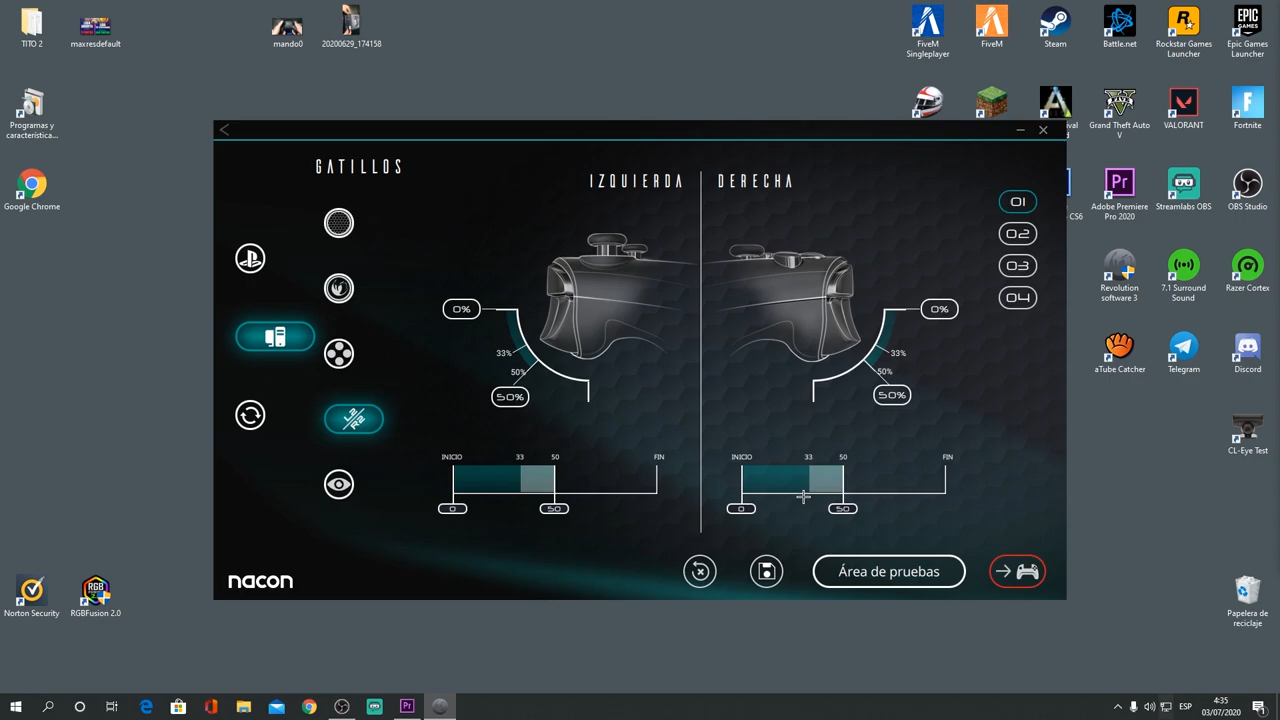 TITO 2
maxresdefault
mando0
20200629_174158
FiveM
Singleplayer
FiveM
Steam
Battle.net
Rockstar Games
Launcher
Epic Games
Launcher
Programas y
característica...
Google Chrome
Grand Theft Auto
V
VALORANT
Fortnite
Adobe Premiere
Pro 2020
Streamlabs OBS
OBS Studio
Revolution
software 3
7.1 Surround
Sound
Razer Cortex
aTube Catcher
Telegram
Discord
CL-Eye Test
Norton Security
RGBFusion 2.0
Papelera de
reciclaje
GATILLOS
IZQUIERDA
DERECHA
01
02
03
04
0%
33%
50%
50%
0%
33%
50%
50%
L2/R2
INICIO 33 50 FIN
0 50
INICIO 33 50 FIN
0 50
nacon
Área de pruebas
ESP
4:35
03/07/2020